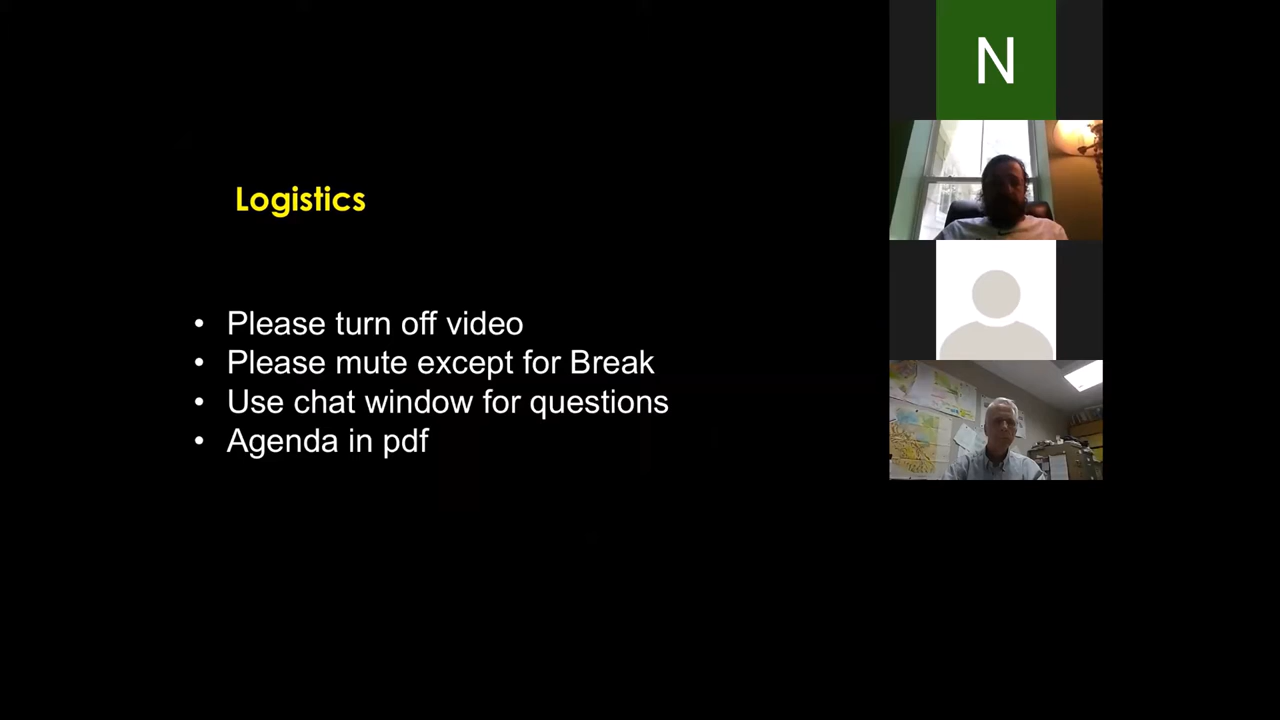 N
Logistics
• Please turn off video
• Please mute except for Break
• Use chat window for questions
• Agenda in pdf